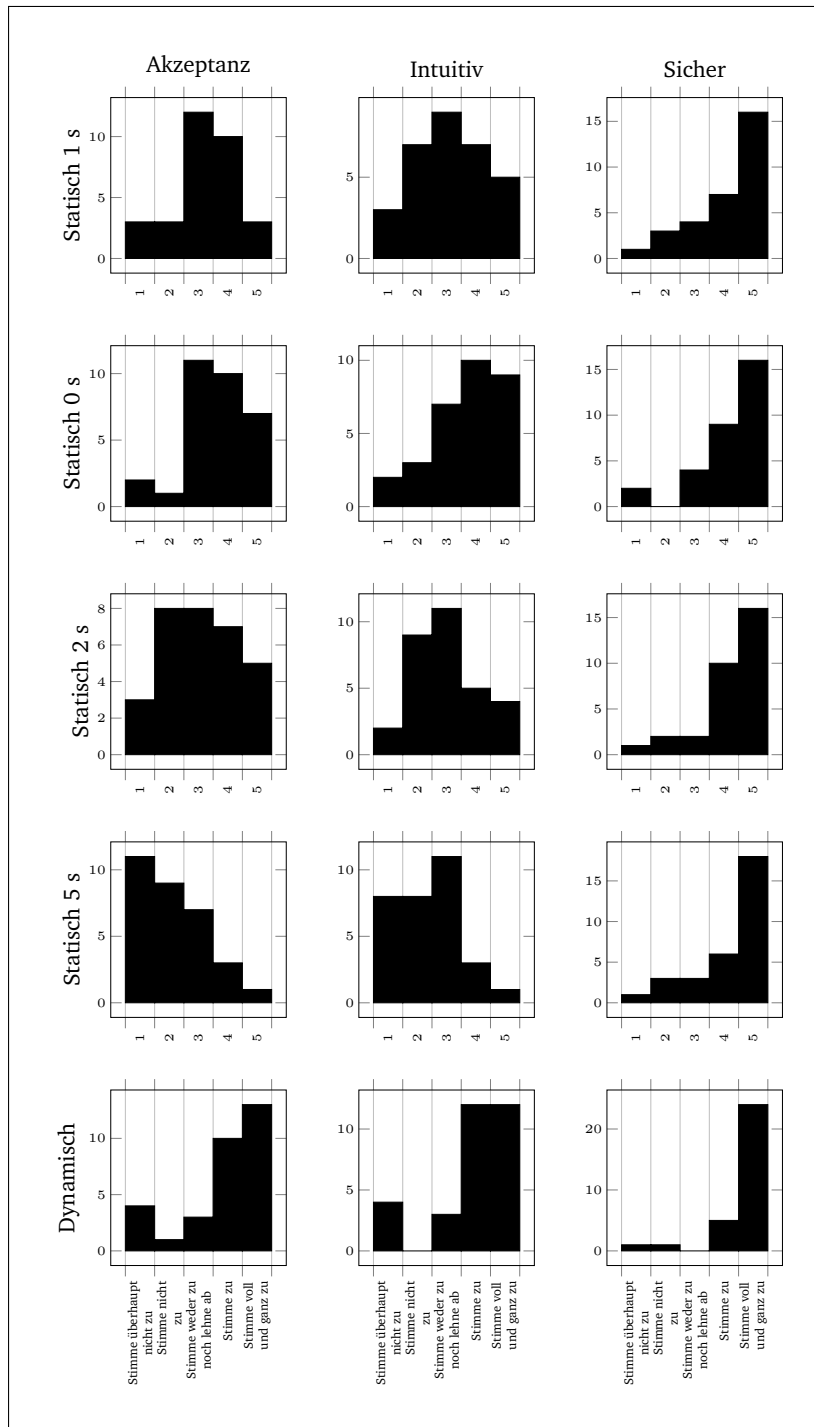 Akzeptanz Intuitiv Sicher
Statisch 1 s
10
5
0
1 2 3 4 5
5
0
1 2 3 4 5
15
10
5
0
1 2 3 4 5
Statisch 0 s
10
5
0
1 2 3 4 5
10
5
0
1 2 3 4 5
15
10
5
0
1 2 3 4 5
Statisch 2 s
8
6
4
2
0
1 2 3 4 5
10
5
0
1 2 3 4 5
15
10
5
0
1 2 3 4 5
Statisch 5 s
10
5
0
1 2 3 4 5
10
5
0
1 2 3 4 5
15
10
5
0
1 2 3 4 5
Dynamisch
10
5
0
Stimme überhaupt
nicht zu
Stimme nicht
zu
Stimme weder zu
noch lehne ab
Stimme zu
Stimme voll
und ganz zu
10
5
0
Stimme überhaupt
nicht zu
Stimme nicht
zu
Stimme weder zu
noch lehne ab
Stimme zu
Stimme voll
und ganz zu
20
10
0
Stimme überhaupt
nicht zu
Stimme nicht
zu
Stimme weder zu
noch lehne ab
Stimme zu
Stimme voll
und ganz zu